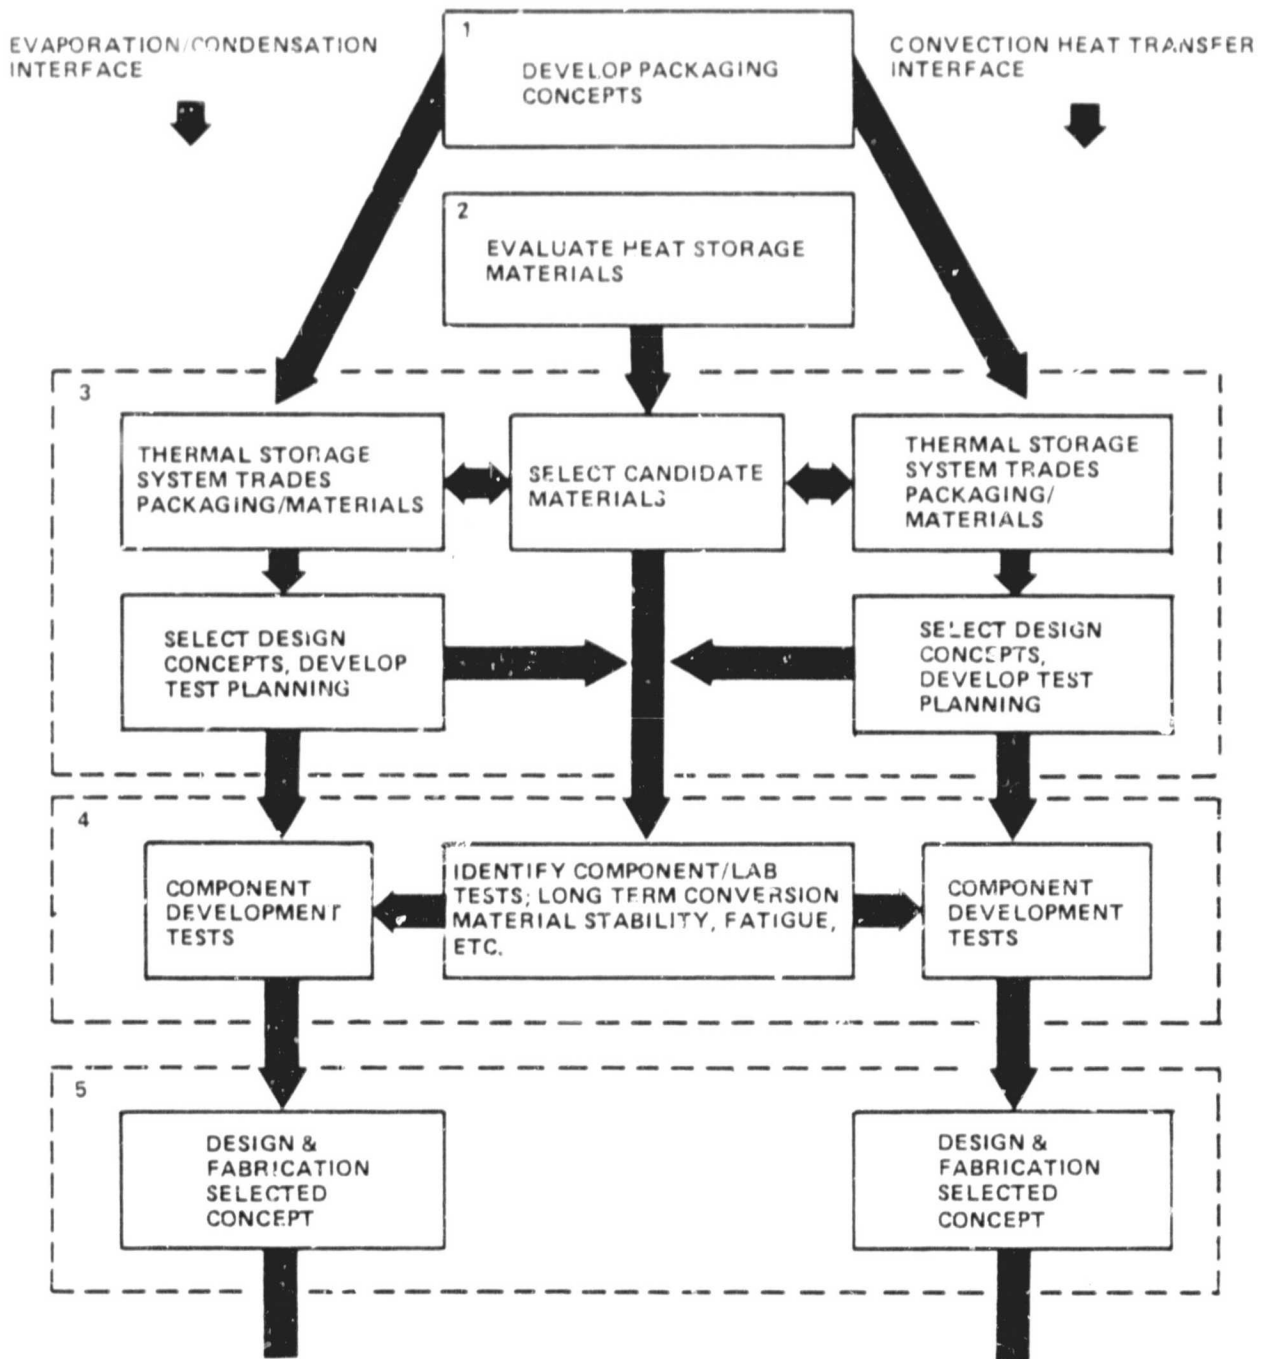 EVAPORATION/CONDENSATION
INTERFACE
1
DEVELOP PACKAGING
CONCEPTS
CONVECTION HEAT TRANSFER
INTERFACE
2
EVALUATE HEAT STORAGE
MATERIALS
3
THERMAL STORAGE
SYSTEM TRADES
PACKAGING/MATERIALS
SELECT CANDIDATE
MATERIALS
THERMAL STORAGE
SYSTEM TRADES
PACKAGING/
MATERIALS
SELECT DESIGN
CONCEPTS, DEVELOP
TEST PLANNING
SELECT DESIGN
CONCEPTS,
DEVELOP TEST
PLANNING
4
COMPONENT
DEVELOPMENT
TESTS
IDENTIFY COMPONENT/LAB
TESTS; LONG TERM CONVERSION
MATERIAL STABILITY, FATIGUE,
ETC.
COMPONENT
DEVELOPMENT
TESTS
5
DESIGN &
FABRICATION
SELECTED
CONCEPT
DESIGN &
FABRICATION
SELECTED
CONCEPT